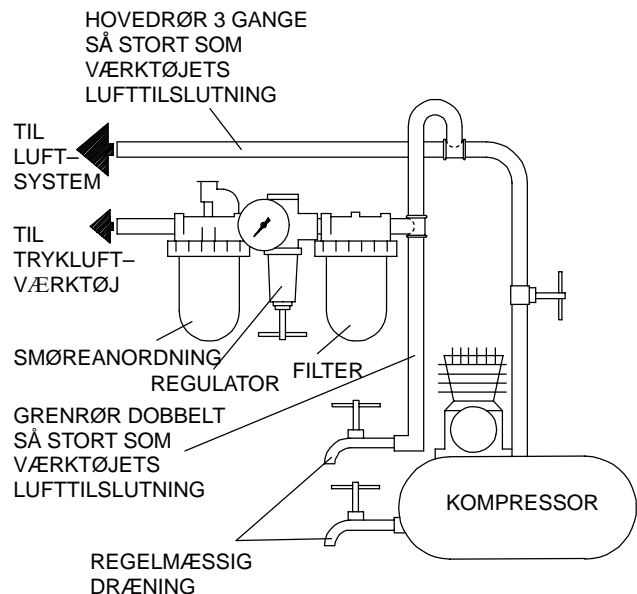 HOVEDRØR 3 GANGE
SÅ STORT SOM
VÆRKTØJETS
LUFTTILSLUTNING
TIL
LUFT–
SYSTEM
TIL
TRYKLUFT–
VÆRKTØJ
SMØREANORDNING
REGULATOR
FILTER
GRENRØR DOBBELT
SÅ STORT SOM
VÆRKTØJETS
LUFTTILSLUTNING
KOMPRESSOR
REGELMÆSSIG
DRÆNING